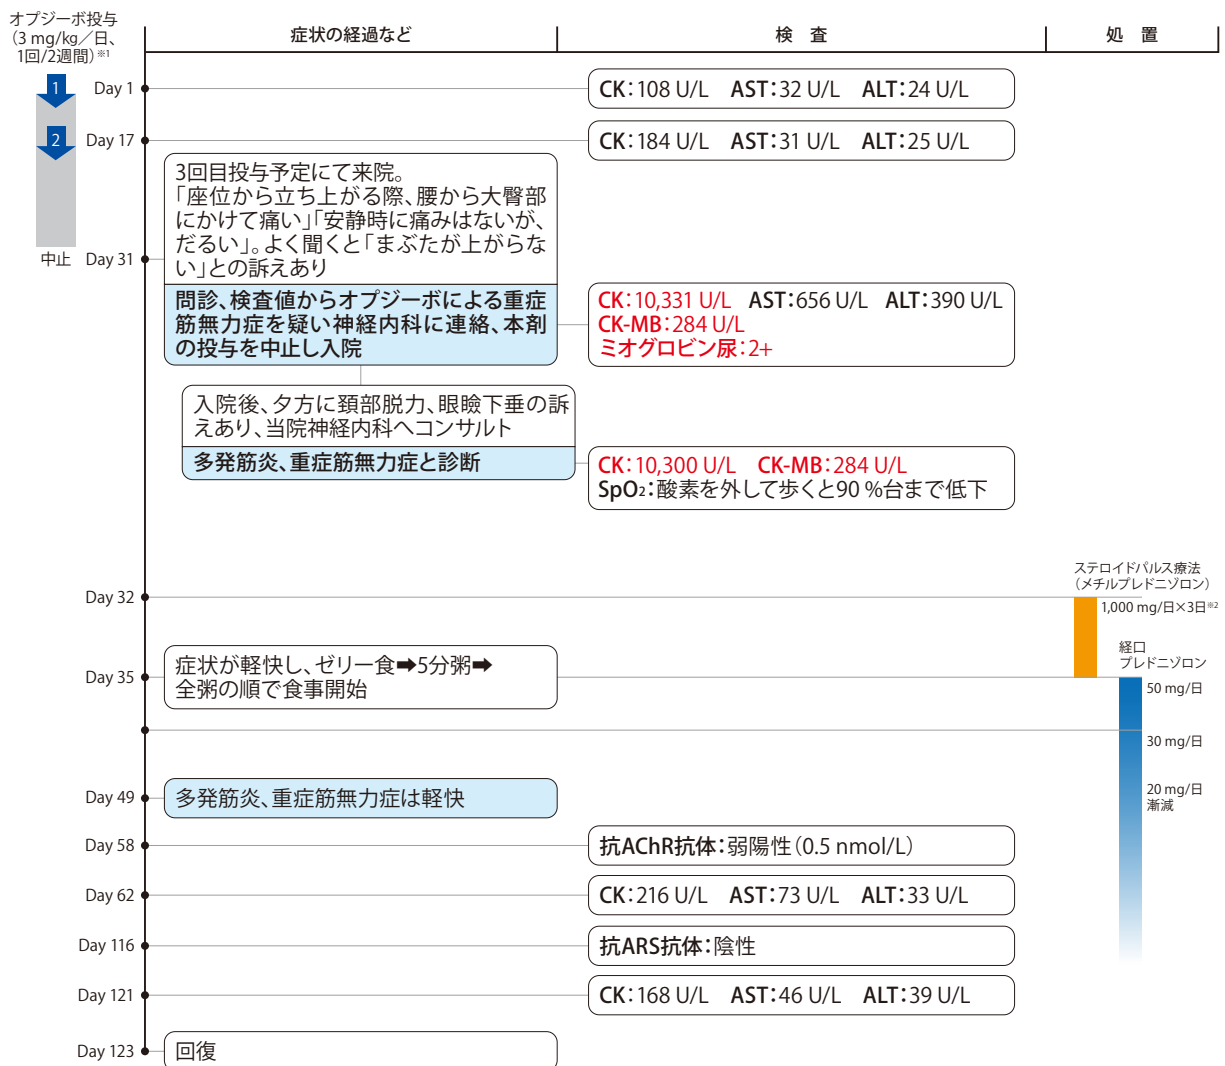 オプジーボ投与
（3 mg/kg／日、
1回/2週間）※1
症状の経過など
検　査
処　置
1
Day 1
CK：108 U/L　AST：32 U/L　ALT：24 U/L
2
Day 17
CK：184 U/L　AST：31 U/L　ALT：25 U/L
3回目投与予定にて来院。
「座位から立ち上がる際、腰から大臀部
にかけて痛い」「安静時に痛みはないが、
だるい」。よく聞くと「まぶたが上がらな
い」との訴えあり
中止
Day 31
問診、検査値からオプジーボによる重症
筋無力症を疑い神経内科に連絡、本剤
の投与を中止し入院
CK：10,331 U/L　AST：656 U/L　ALT：390 U/L
CK-MB：284 U/L
ミオグロビン尿：2+
入院後、夕方に頚部脱力、眼瞼下垂の訴
えあり、当院神経内科へコンサルト
多発筋炎、重症筋無力症と診断
CK：10,300 U/L　CK-MB：284 U/L
SpO2：酸素を外して歩くと90 %台まで低下
ステロイドパルス療法
（メチルプレドニゾロン）
Day 32
1,000 mg/日×3日※2
Day 35
症状が軽快し、ゼリー食➡5分粥➡
全粥の順で食事開始
経口
プレドニゾロン
50 mg/日
30 mg/日
20 mg/日
漸減
Day 49
多発筋炎、重症筋無力症は軽快
Day 58
抗AChR抗体：弱陽性（0.5 nmol/L）
Day 62
CK：216 U/L　AST：73 U/L　ALT：33 U/L
Day 116
抗ARS抗体：陰性
Day 121
CK：168 U/L　AST：46 U/L　ALT：39 U/L
Day 123
回復